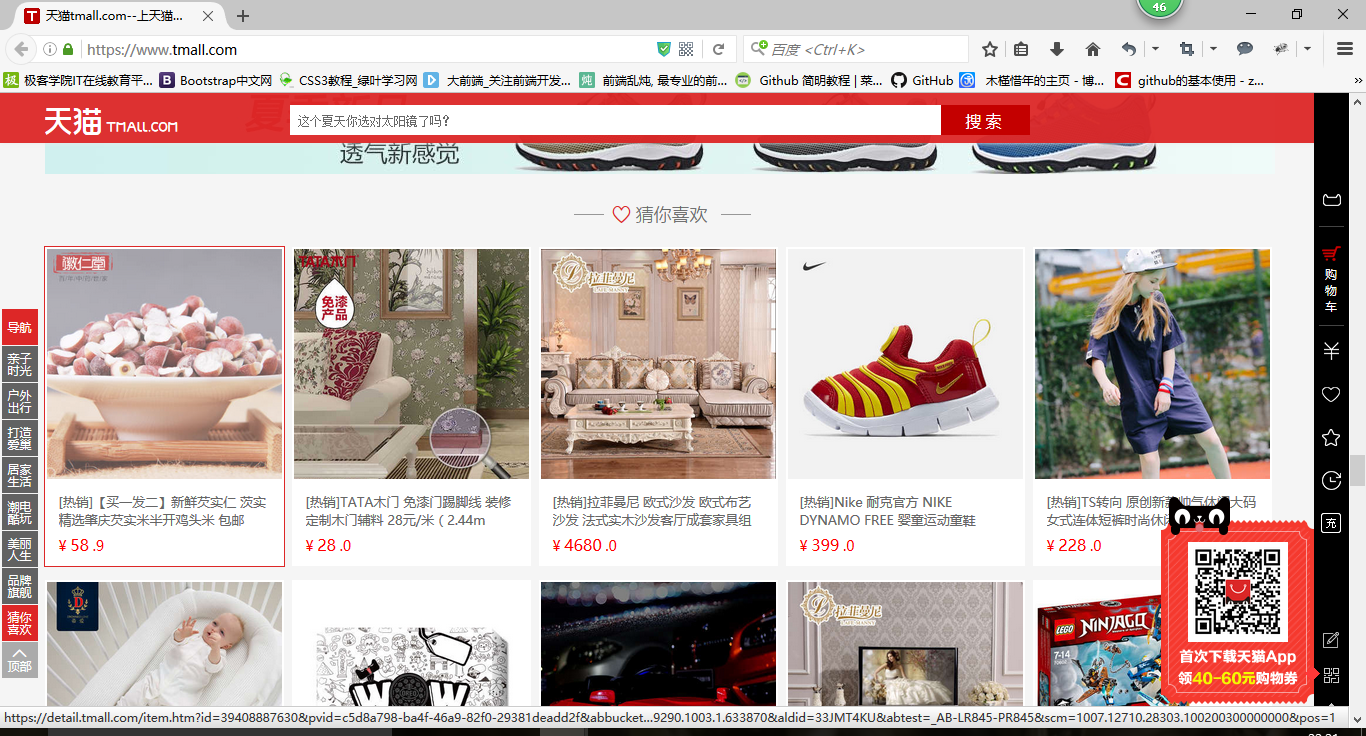 天猫tmall.com--上天猫...
46
https://www.tmall.com
百度 <Ctrl+K>
极客学院IT在线教育平...
Bootstrap中文网
CSS3教程_绿叶学习网
大前端_关注前端开发...
前端乱炖, 最专业的前...
Github 简明教程 | 菜...
GitHub
木槿惜年的主页 - 博...
github的基本使用 - z...
天猫 TMALL.COM
这个夏天你选对太阳镜了吗？
搜索
透气新感觉
猜你喜欢
徽仁堂
TATA木门
免漆
产品
拉菲曼尼
[热销]【买一发二】新鲜芡实仁 茨实
精选肇庆芡实米半开鸡头米 包邮
¥ 58 .9
[热销]TATA木门 免漆门踢脚线 装修
定制木门辅料 28元/米 ( 2.44m
¥ 28 .0
[热销]拉菲曼尼 欧式沙发 欧式布艺
沙发 法式实木沙发客厅成套家具组
¥ 4680 .0
[热销]Nike 耐克官方 NIKE
DYNAMO FREE 婴童运动童鞋
¥ 399 .0
[热销]TS转向 原创新款帅气休闲大码
女式连体短裤时尚休闲
¥ 228 .0
导航
亲子
时光
户外
出行
打造
爱巢
居家
生活
潮电
酷玩
美丽
人生
品牌
旗舰
猜你
喜欢
顶部
购
物
车
充
OREO
拉菲曼尼
LEGO NINJAGO
7-14
首次下载天猫App
领40-60元购物券
https://detail.tmall.com/item.htm?id=39408887630&pvid=c5d8a798-ba4f-46a9-82f0-29381deadd2f&abbucket...9290.1003.1.633870&aldid=33JMT4KU&abtest=_AB-LR845-PR845&scm=1007.12710.28303.100200300000000&pos=1